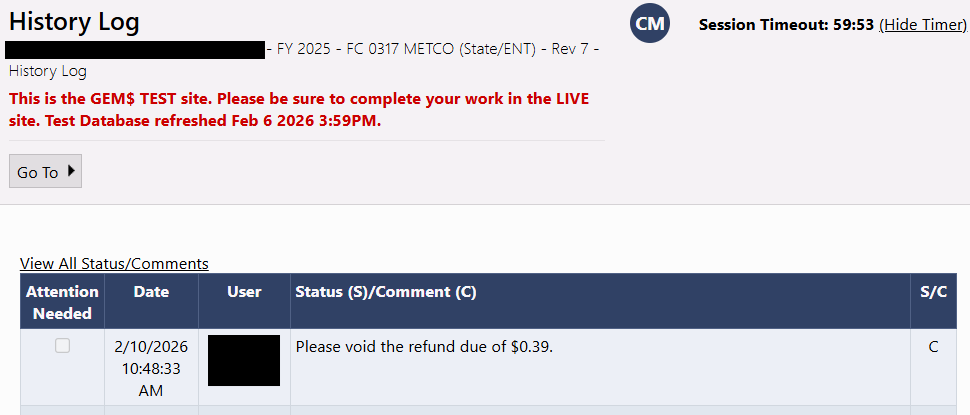 History Log
CM
Session Timeout: 59:53 (Hide Timer)
- FY 2025 - FC 0317 METCO (State/ENT) - Rev 7 -
History Log
This is the GEM$ TEST site. Please be sure to complete your work in the LIVE
site. Test Database refreshed Feb 6 2026 3:59PM.
Go To
View All Status/Comments
Attention Needed Date User Status (S)/Comment (C) S/C
2/10/2026 Please void the refund due of $0.39. C
10:48:33
AM